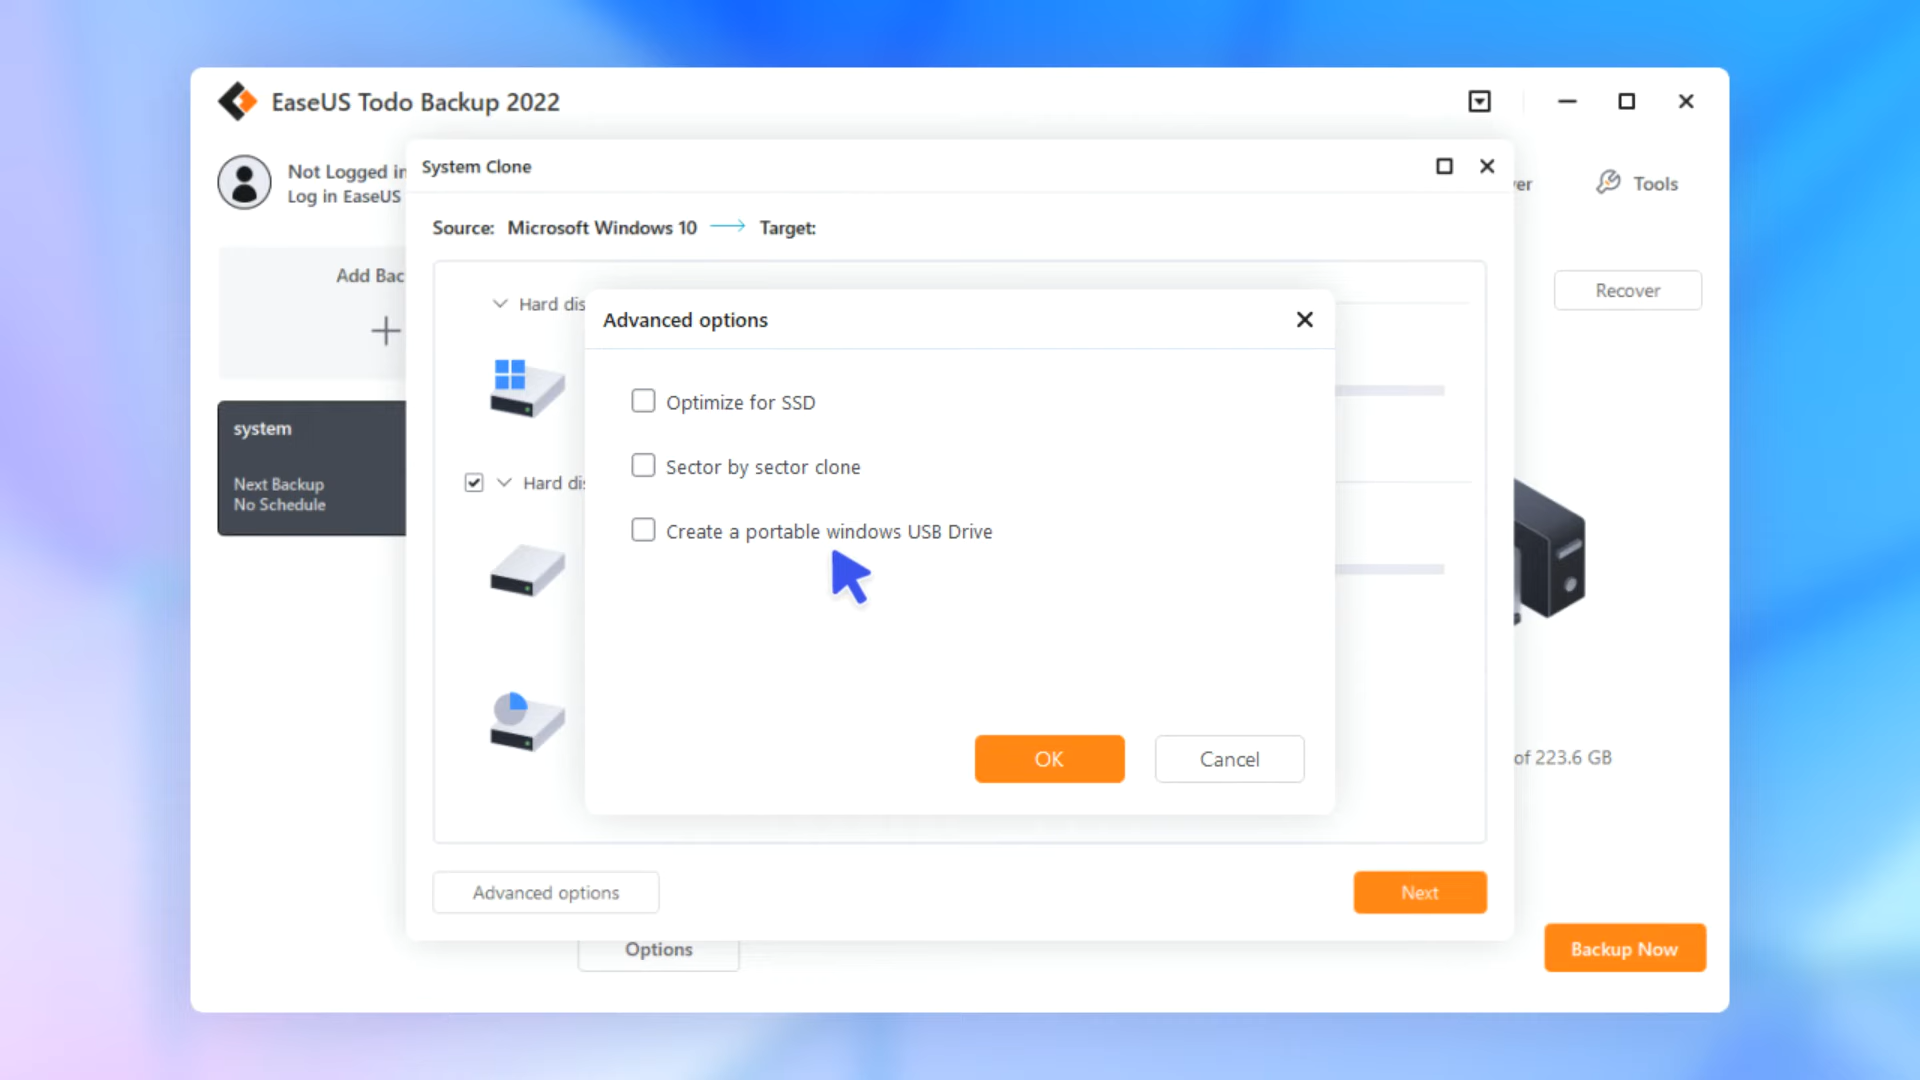 EaseUS Todo Backup 2022
Not Logged in
Log in EaseUS
System Clone
Tools
Source: Microsoft Windows 10
Target:
Add Bac
Hard dis
Recover
Advanced options
Optimize for SSD
system
Sector by sector clone
Next Backup
No Schedule
Hard dis
Create a portable windows USB Drive
OK
Cancel
of 223.6 GB
Advanced options
Next
Options
Backup Now